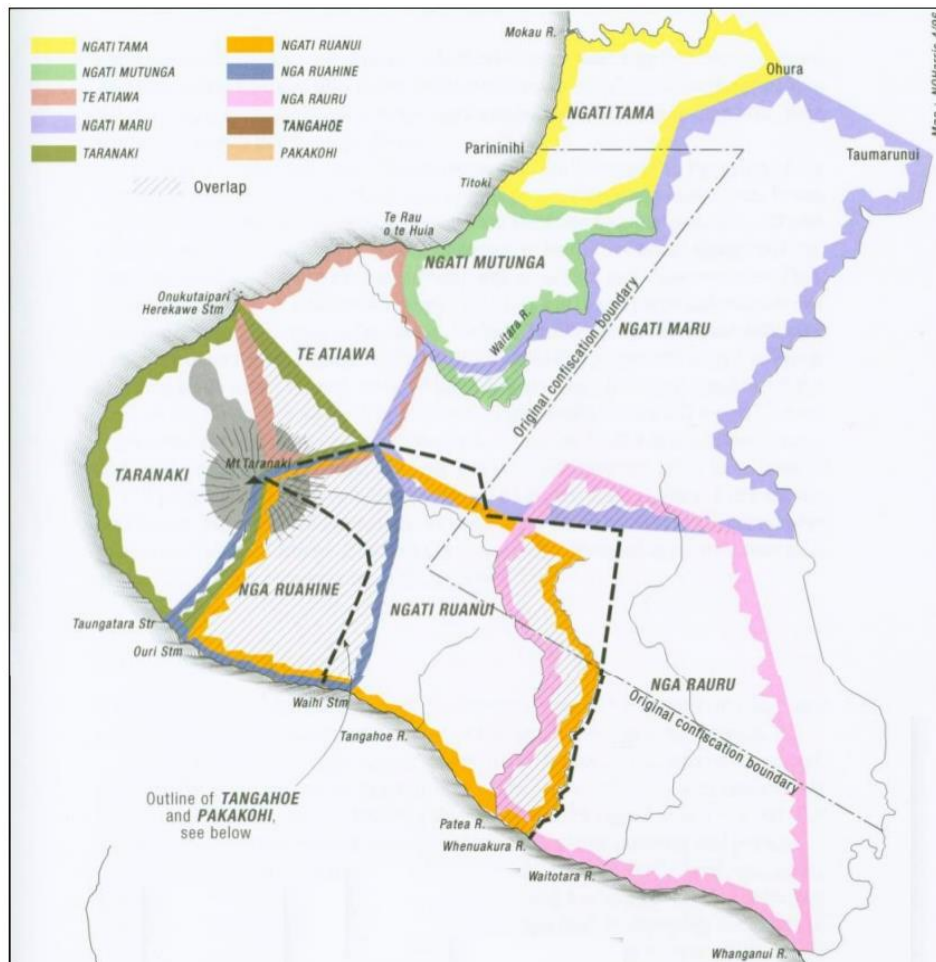 NGATI TAMA
NGATI MUTUNGA
TE ATIAWA
NGATI MARU
TARANAKI
NGATI RUANUI
NGA RUAHINE
NGA RAURU
TANGAHOE
PAKAKOHI
Overlap
Mokau R.
Ohura
NGATI TAMA
Parininihi
Taumarunui
Titoki
Te Rau
o te Huia
NGATI MUTUNGA
Onukutaipari
Herekawe Stm
Waitara R.
NGATI MARU
TE ATIAWA
Original confiscation boundary
TARANAKI
Mt Taranaki
NGA RUAHINE
NGATI RUANUI
Taungatara Str
Ouri Stm
NGA RAURU
Waihi Stm
Original confiscation boundary
Tangahoe R.
Outline of TANGAHOE
and PAKAKOHI,
see below
Patea R.
Whenuakura R.
Waitotara R.
Whanganui R.